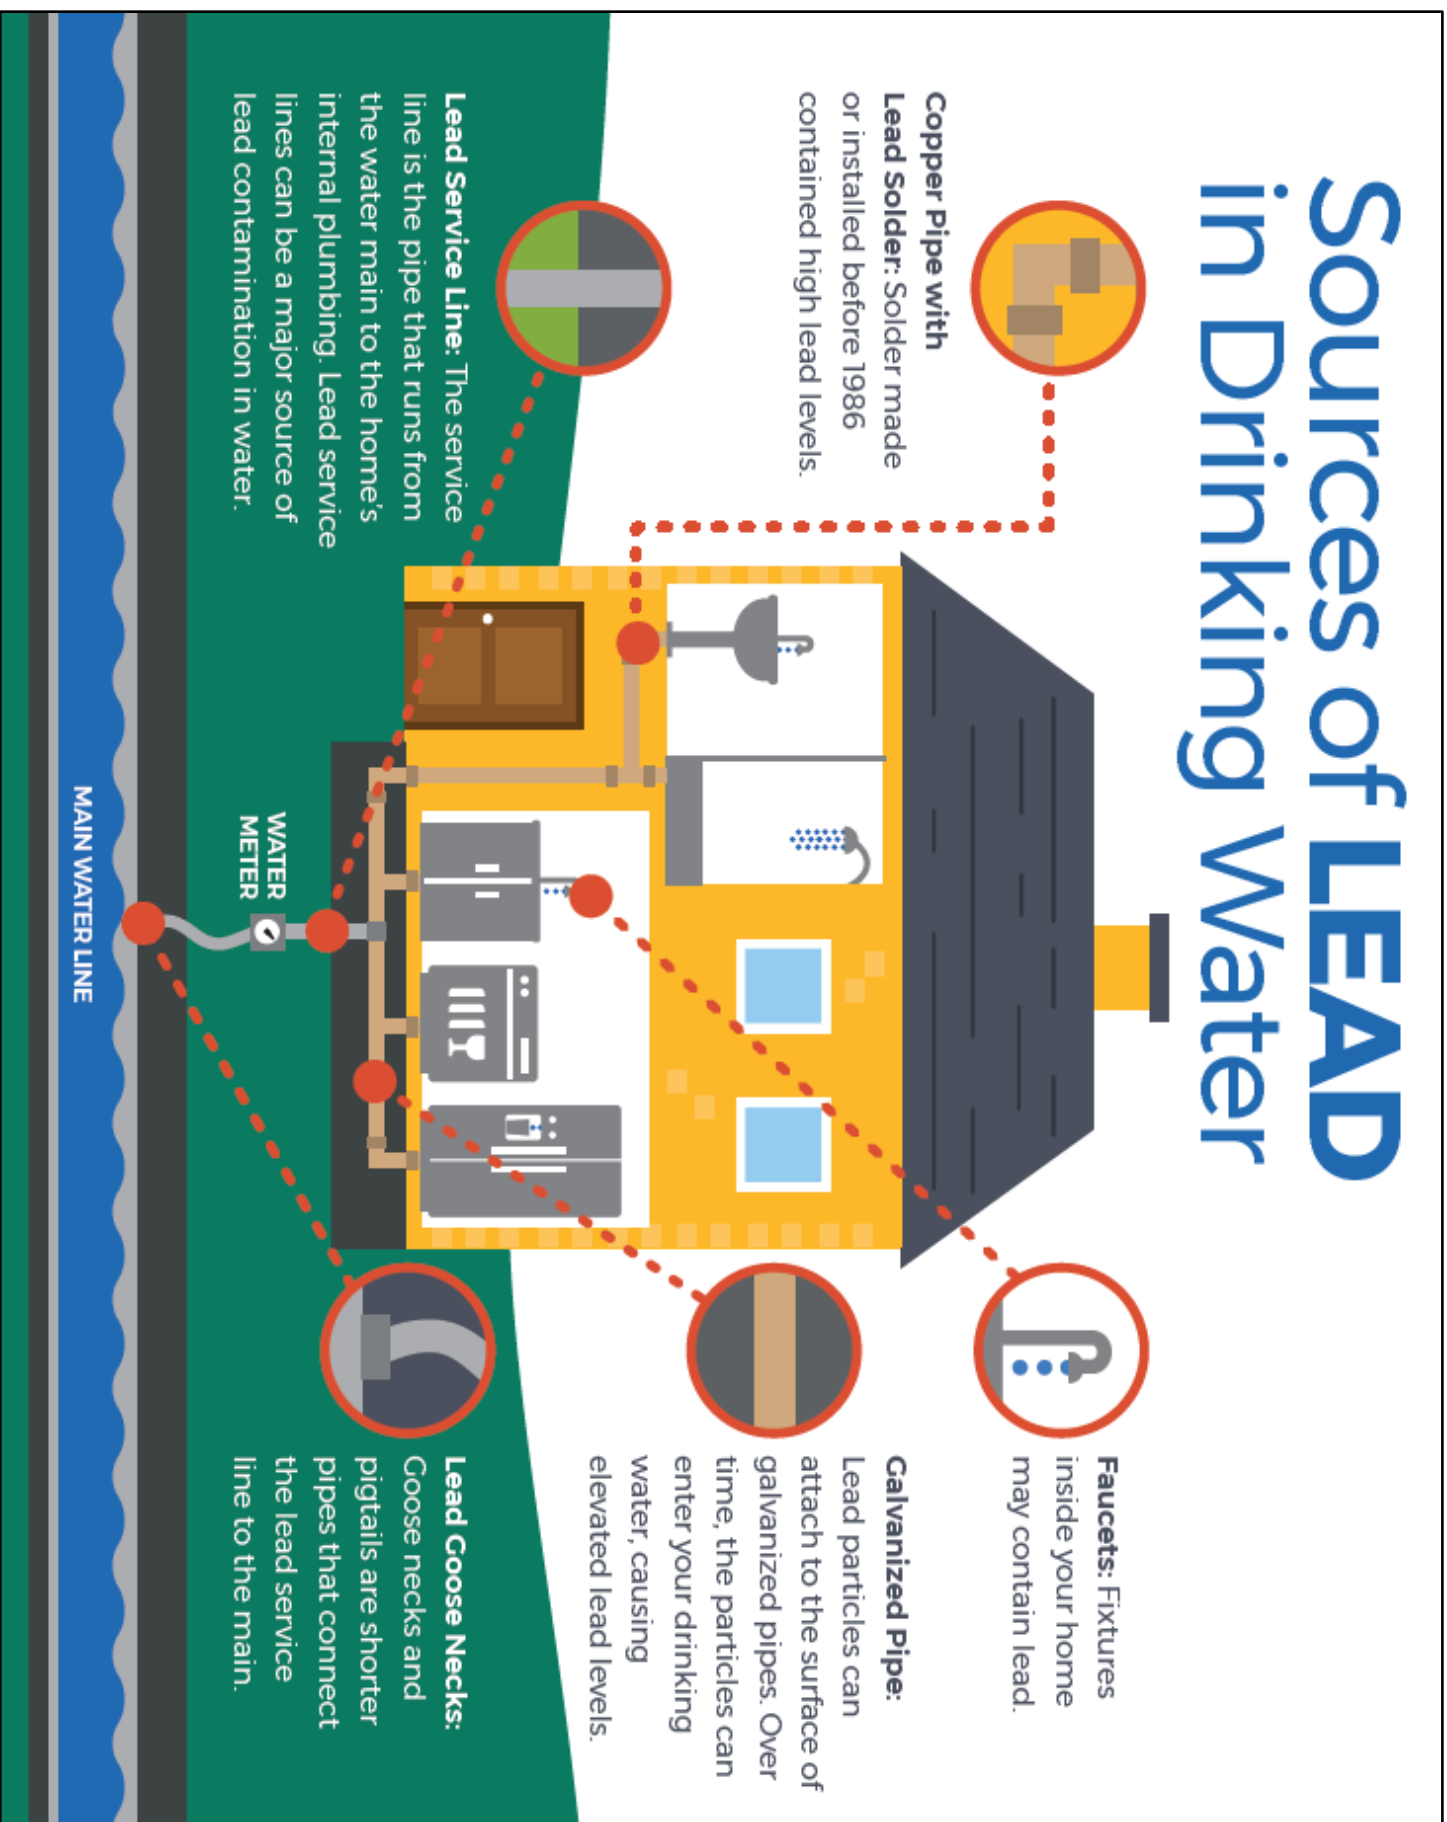 Sources of LEAD
in Drinking Water
Copper Pipe with
Lead Solder: Solder made
or installed before 1986
contained high lead levels.
Lead Service Line: The service
line is the pipe that runs from
the water main to the home's
internal plumbing. Lead service
lines can be a major source of
lead contamination in water.
Faucets: Fixtures
inside your home
may contain lead.
Galvanized Pipe:
Lead particles can
attach to the surface of
galvanized pipes. Over
time, the particles can
enter your drinking
water, causing
elevated lead levels.
Lead Goose Necks:
Goose necks and
pigtails are shorter
pipes that connect
the lead service
line to the main.
WATER
METER
MAIN WATER LINE